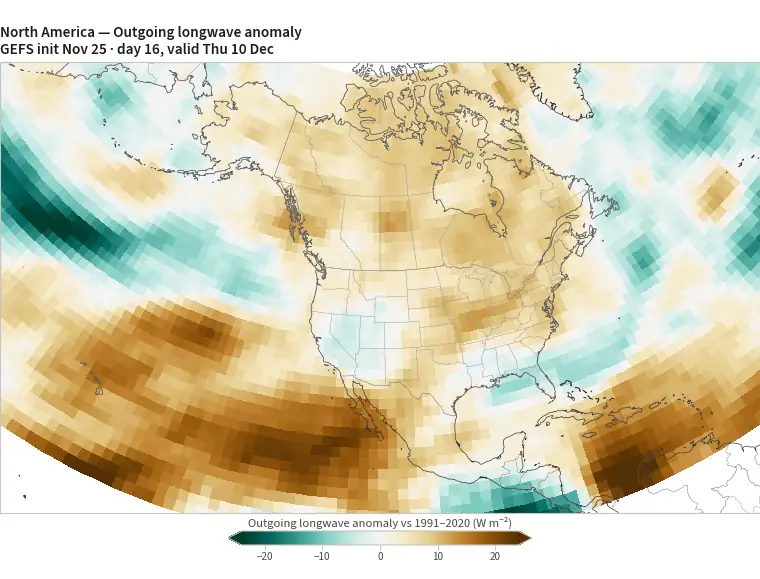 North America — Outgoing longwave anomaly
GEFS init Nov 25 · day 16, valid Thu 10 Dec
Outgoing longwave anomaly vs 1991–2020 (W m⁻²)
−20 −10 0 10 20